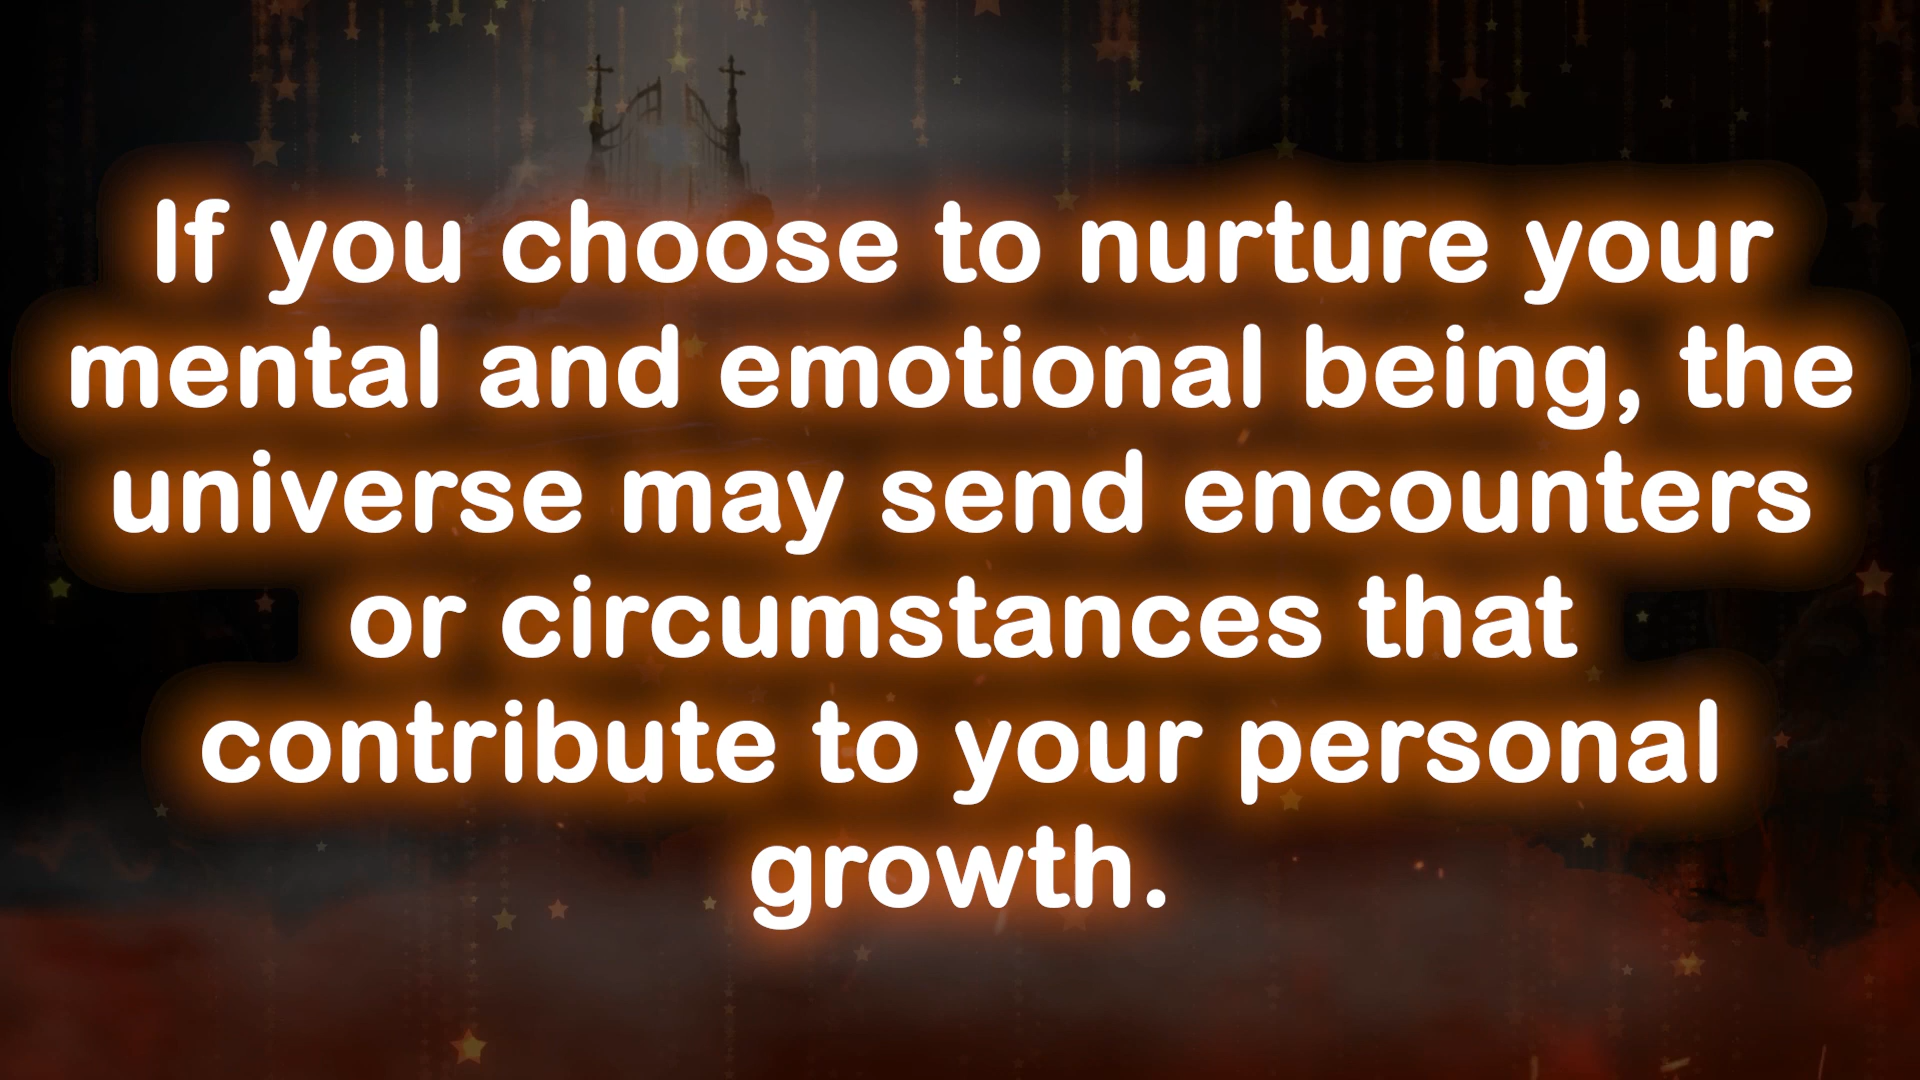 If you choose to nurture your
mental and emotional being, the
universe may send encounters
or circumstances that
contribute to your personal
growth.